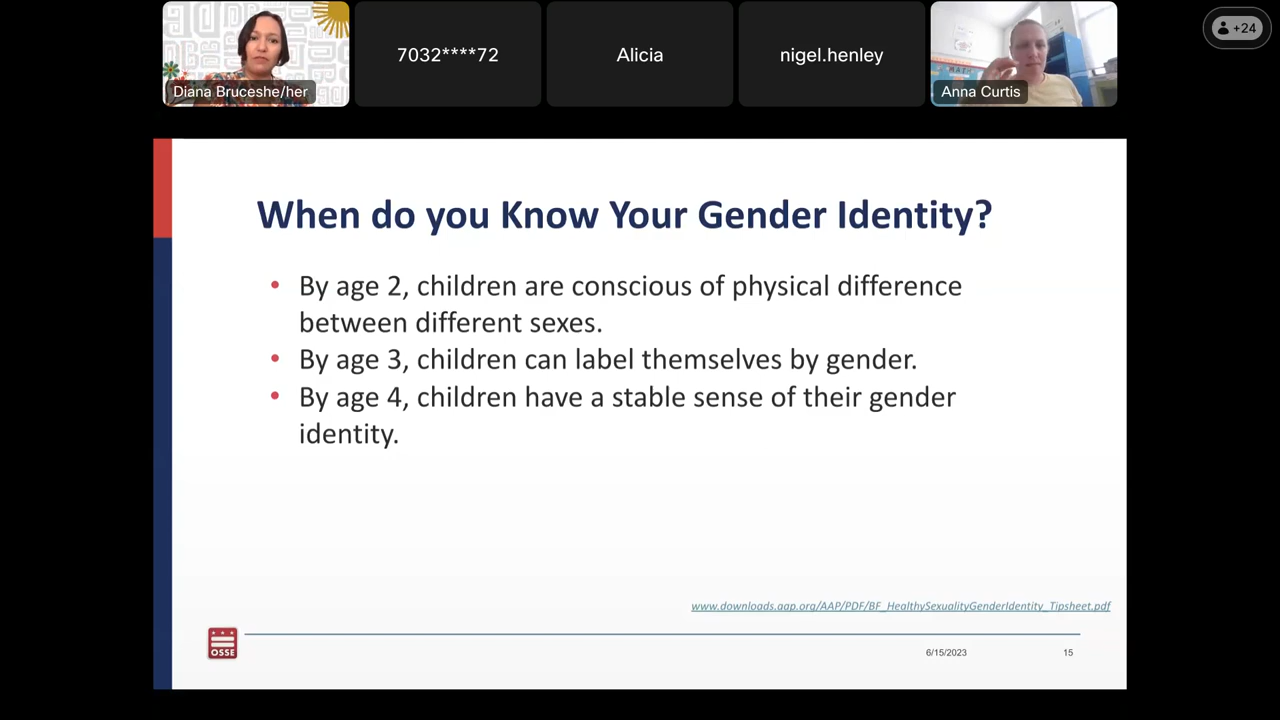 Diana Bruceshe/her
7032****72
Alicia
nigel.henley
Anna Curtis
+24
When do you Know Your Gender Identity?
• By age 2, children are conscious of physical difference
between different sexes.
• By age 3, children can label themselves by gender.
• By age 4, children have a stable sense of their gender
identity.
www.downloads.aap.org/AAP/PDF/BF_HealthySexualityGenderIdentity_Tipsheet.pdf
OSSE
6/15/2023
15